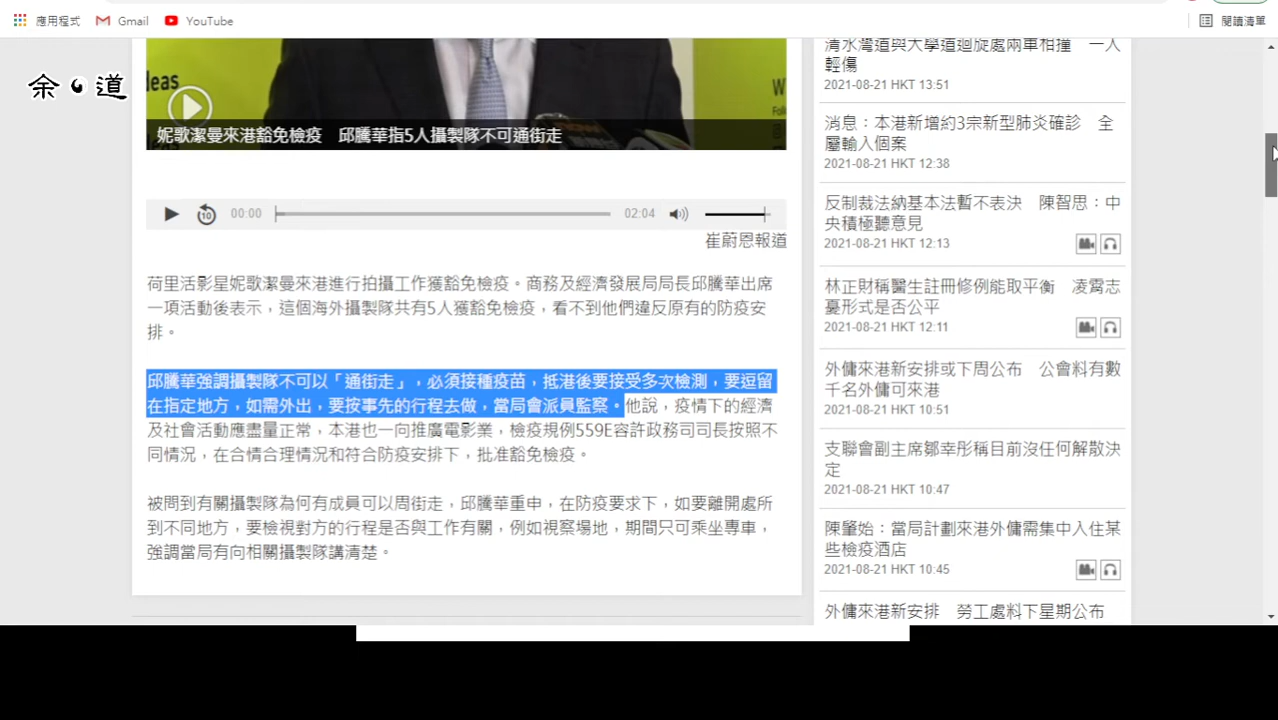 應用程式
Gmail
YouTube
閱讀清單
余 道
eas
W
Fol
妮歌潔曼來港豁免檢疫　邱騰華指5人攝製隊不可通街走
10
00:00
02:04
崔蔚恩報道
荷里活影星妮歌潔曼來港進行拍攝工作獲豁免檢疫。商務及經濟發展局局長邱騰華出席
一項活動後表示，這個海外攝製隊共有5人獲豁免檢疫，看不到他們違反原有的防疫安
排。
邱騰華強調攝製隊不可以「通街走」，必須接種疫苗，抵港後要接受多次檢測，要逗留
在指定地方，如需外出，要按事先的行程去做，當局會派員監察。他說，疫情下的經濟
及社會活動應盡量正常，本港也一向推廣電影業，檢疫規例559E容許政務司司長按照不
同情況，在合情合理情況和符合防疫安排下，批准豁免檢疫。
被問到有關攝製隊為何有成員可以周街走，邱騰華重申，在防疫要求下，如要離開處所
到不同地方，要檢視對方的行程是否與工作有關，例如視察場地，期間只可乘坐專車，
強調當局有向相關攝製隊講清楚。
清水灣道與大學道迴旋處兩車相撞　一人
輕傷
2021-08-21 HKT 13:51
消息：本港新增約3宗新型肺炎確診　全
屬輸入個案
2021-08-21 HKT 12:38
反制裁法納基本法暫不表決　陳智思：中
央積極聽意見
2021-08-21 HKT 12:13
林正財稱醫生註冊修例能取平衡　凌霄志
憂形式是否公平
2021-08-21 HKT 12:11
外傭來港新安排或下周公布　公會料有數
千名外傭可來港
2021-08-21 HKT 10:51
支聯會副主席鄒幸彤稱目前沒任何解散決
定
2021-08-21 HKT 10:47
陳肇始：當局計劃來港外傭需集中入住某
些檢疫酒店
2021-08-21 HKT 10:45
外傭來港新安排　勞工處料下星期公布